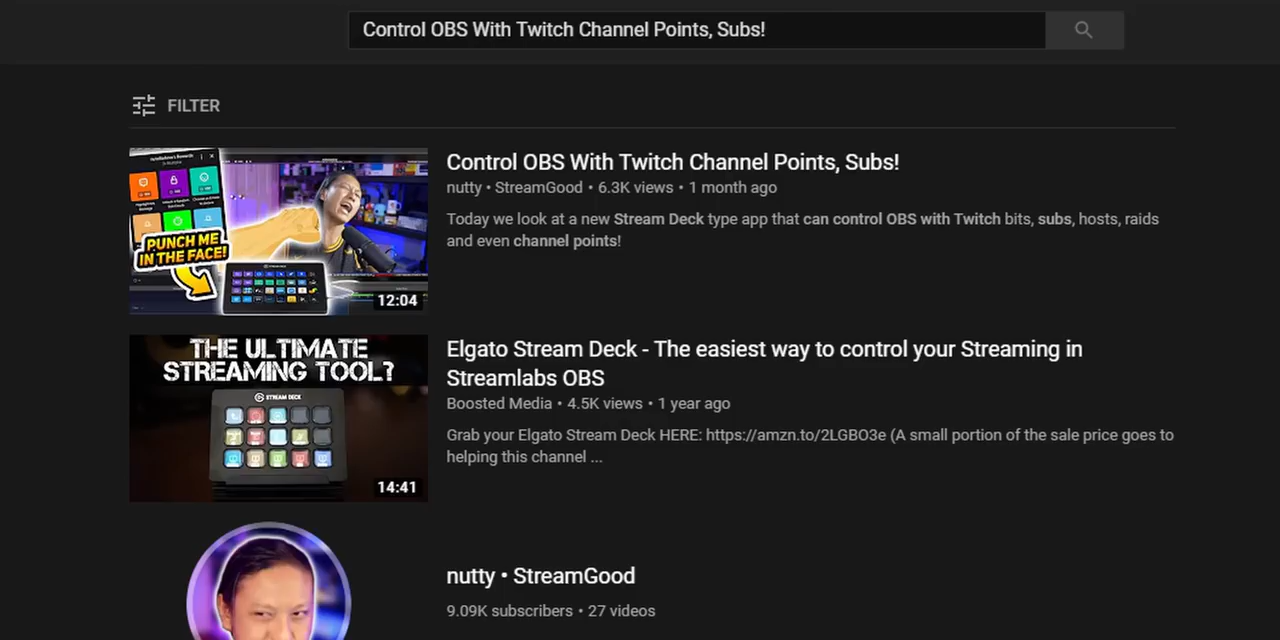 Control OBS With Twitch Channel Points, Subs!
FILTER
PUNCH ME
IN THE FACE!
12:04
Control OBS With Twitch Channel Points, Subs!
nutty • StreamGood • 6.3K views • 1 month ago
Today we look at a new Stream Deck type app that can control OBS with Twitch bits, subs, hosts, raids
and even channel points!
THE ULTIMATE
STREAMING TOOL?
STREAM DECK
14:41
Elgato Stream Deck - The easiest way to control your Streaming in
Streamlabs OBS
Boosted Media • 4.5K views • 1 year ago
Grab your Elgato Stream Deck HERE: https://amzn.to/2LGBO3e (A small portion of the sale price goes to
helping this channel ...
nutty • StreamGood
9.09K subscribers • 27 videos